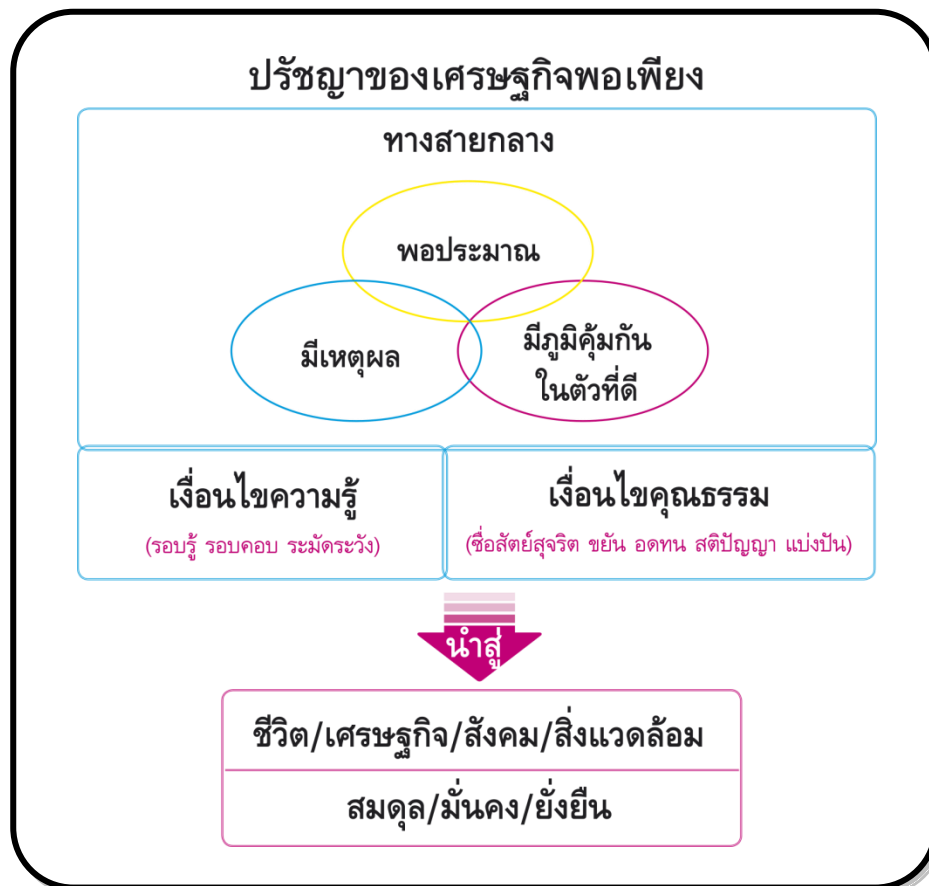 ปรัชญาของเศรษฐกิจพอเพียง
ทางสายกลาง
พอประมาณ
มีเหตุผล
มีภูมิคุ้มกัน
ในตัวที่ดี
เงื่อนไขความรู้
(รอบรู้ รอบคอบ ระมัดระวัง)
เงื่อนไขคุณธรรม
(ซื่อสัตย์สุจริต ขยัน อดทน สติปัญญา แบ่งปัน)
นำสู่
ชีวิต/เศรษฐกิจ/สังคม/สิ่งแวดล้อม
สมดุล/มั่นคง/ยั่งยืน